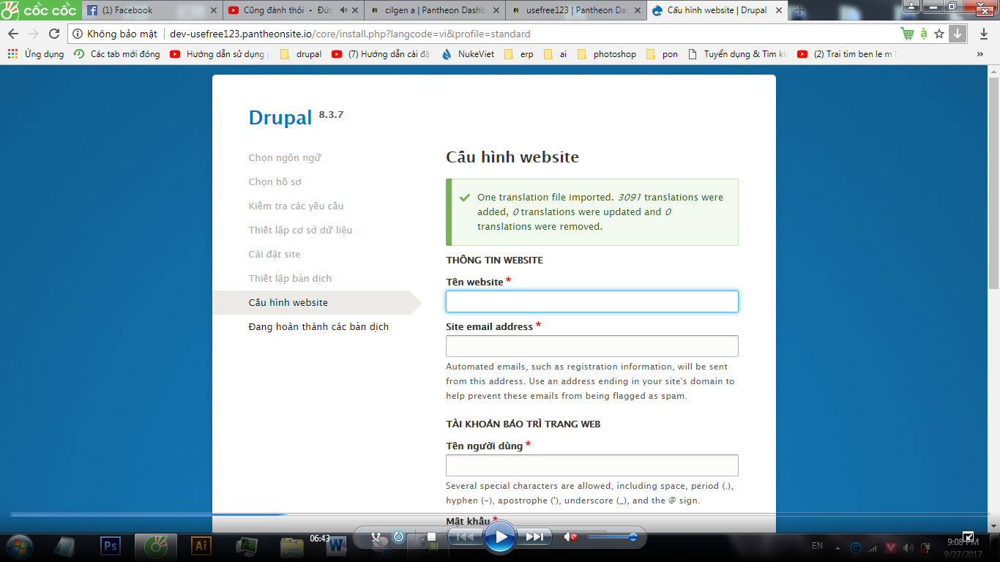 cốc cốc
(1) Facebook
Cũng đành thôi ► Đức
cilgen a | Pantheon Dashb
usefree123 | Pantheon Das
Cấu hình website | Drupal
Không bảo mật
dev-usefree123.pantheonsite.io/core/install.php?langcode=vi&profile=standard
Ứng dụng
Các tab mới đóng
Hướng dẫn sử dụng
drupal
(7) Hướng dẫn cài đặ
NukeViet
erp
ai
photoshop
pon
Tuyển dụng & Tìm ki
(2) Trai tim ben le m
»
Drupal 8.3.7
Chọn ngôn ngữ
Chọn hồ sơ
Kiểm tra các yêu cầu
Thiết lập cơ sở dữ liệu
Cài đặt site
Thiết lập bản dịch
Cấu hình website
Đang hoàn thành các bản dịch
Cấu hình website
One translation file imported. 3091 translations were
added, 0 translations were updated and 0
translations were removed.
THÔNG TIN WEBSITE
Tên website *
Site email address *
Automated emails, such as registration information, will be sent
from this address. Use an address ending in your site's domain to
help prevent these emails from being flagged as spam.
TÀI KHOẢN BẢO TRÌ TRANG WEB
Tên người dùng *
Several special characters are allowed, including space, period (.),
hyphen (-), apostrophe ('), underscore (_), and the @ sign.
Mật khẩu *
06:43
Ps
Ai
W
EN
V
9:08 PM
9/27/2017